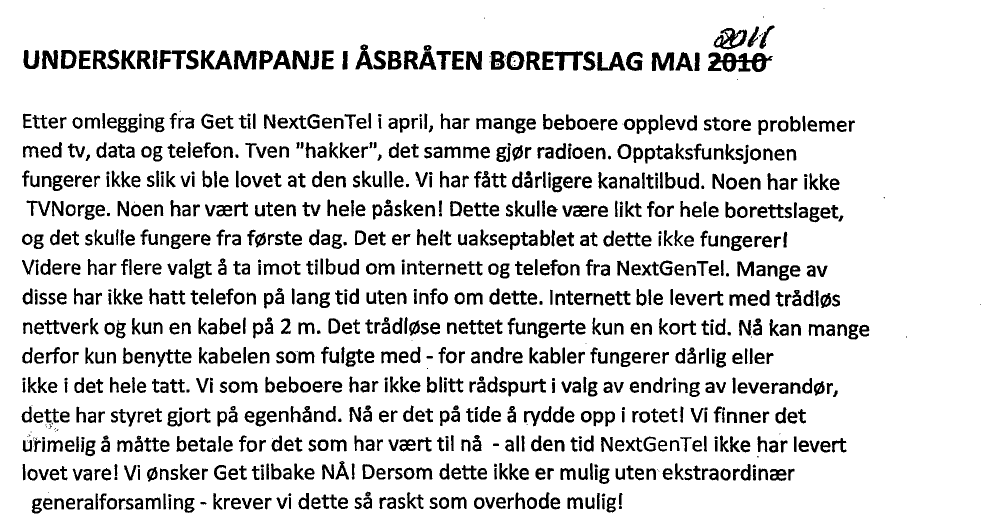 2011
UNDERSKRIFTSKAMPANJE I ÅSBRÅTEN BORETTSLAG MAI 2010
Etter omlegging fra Get til NextGenTel i april, har mange beboere opplevd store problemer
med tv, data og telefon. Tven "hakker", det samme gjør radioen. Opptaksfunksjonen
fungerer ikke slik vi ble lovet at den skulle. Vi har fått dårligere kanaltilbud. Noen har ikke
TVNorge. Noen har vært uten tv hele påsken! Dette skulle være likt for hele borettslaget,
og det skulle fungere fra første dag. Det er helt uakseptablet at dette ikke fungerer!
Videre har flere valgt å ta imot tilbud om internett og telefon fra NextGenTel. Mange av
disse har ikke hatt telefon på lang tid uten info om dette. Internett ble levert med trådløs
nettverk og kun en kabel på 2 m. Det trådløse nettet fungerte kun en kort tid. Nå kan mange
derfor kun benytte kabelen som fulgte med - for andre kabler fungerer dårlig eller
ikke i det hele tatt. Vi som beboere har ikke blitt rådspurt i valg av endring av leverandør,
dette har styret gjort på egenhånd. Nå er det på tide å rydde opp i rotet! Vi finner det
urimelig å måtte betale for det som har vært til nå - all den tid NextGenTel ikke har levert
lovet vare! Vi ønsker Get tilbake NÅ! Dersom dette ikke er mulig uten ekstraordinær
generalforsamling - krever vi dette så raskt som overhode mulig!